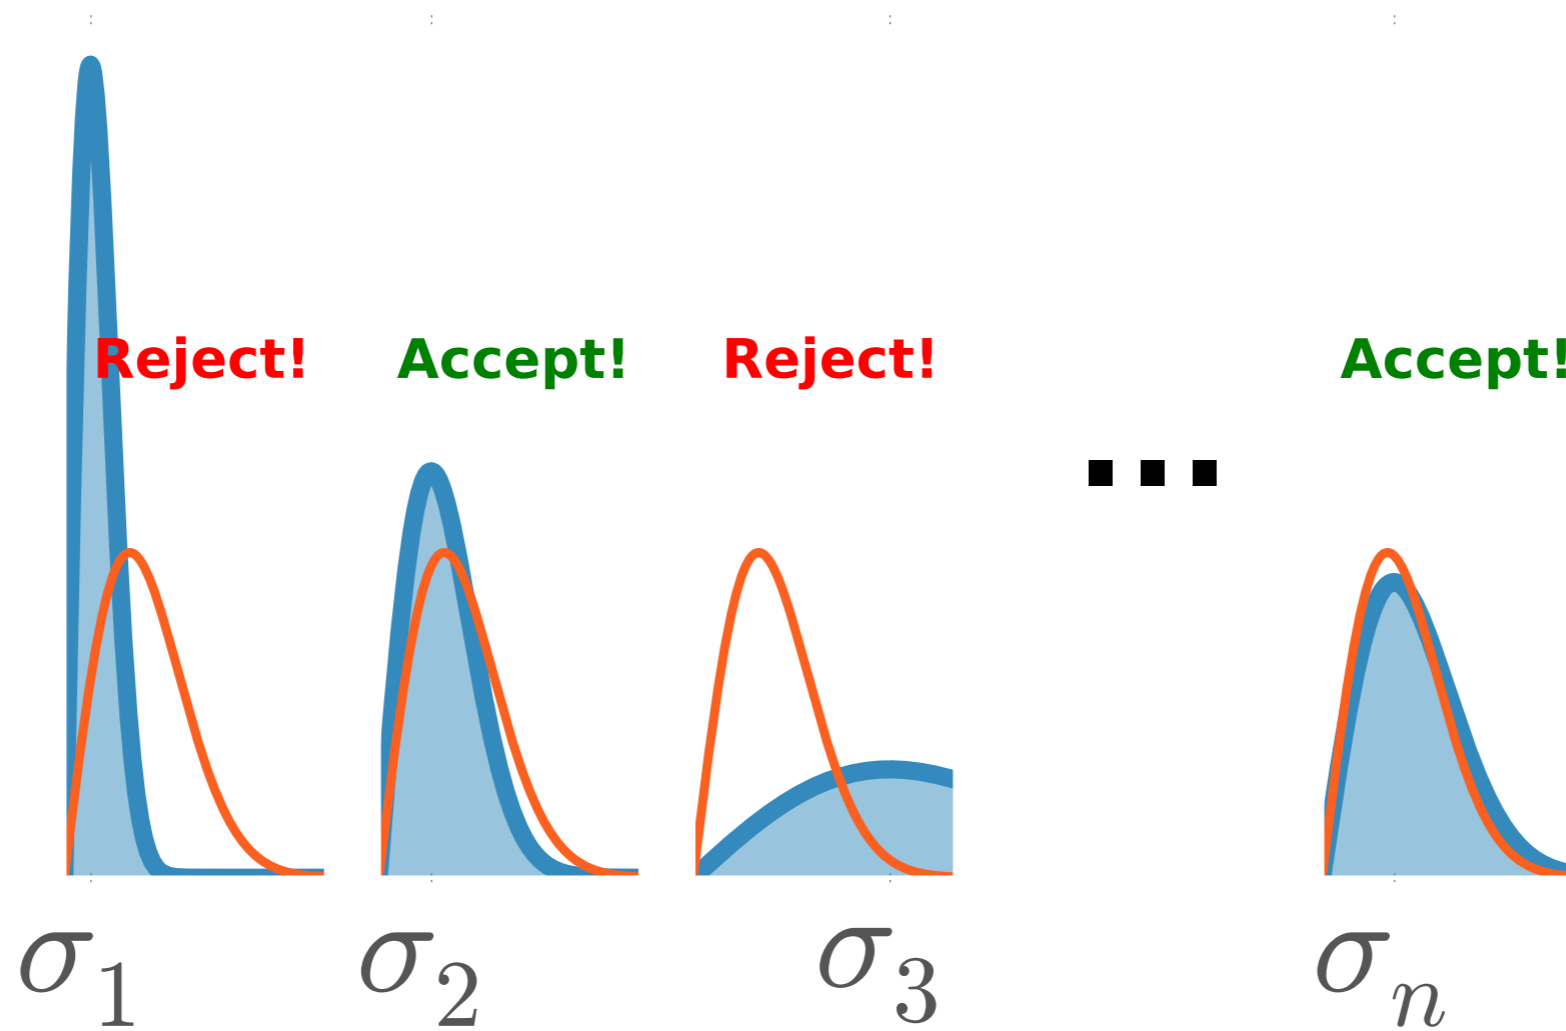 Reject! Accept! Reject! Accept!
...
σ₁ σ₂ σ₃ σₙ